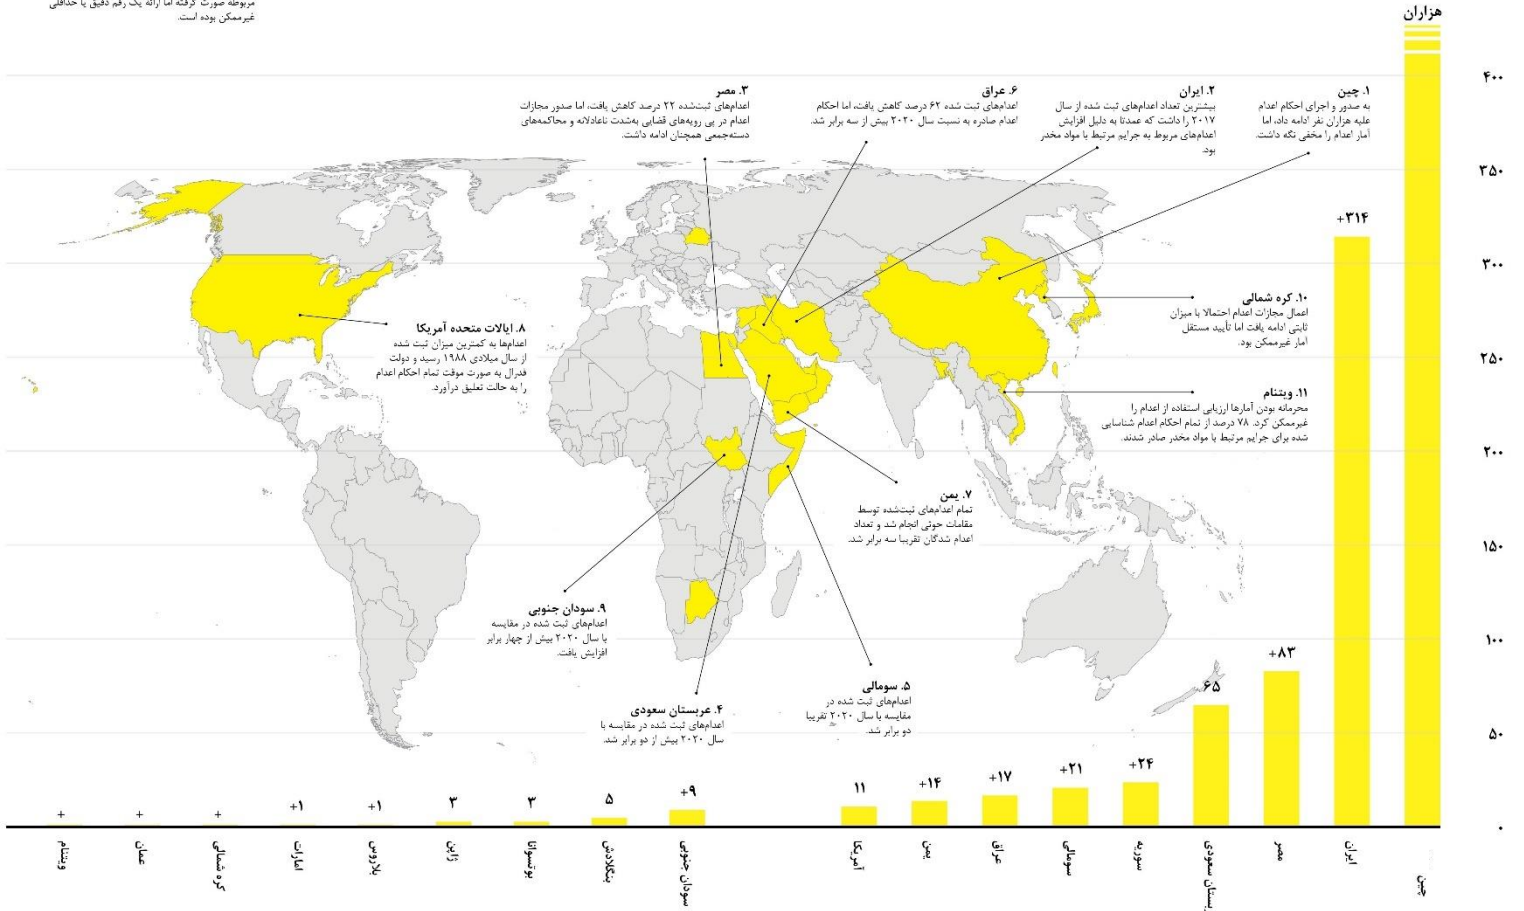 مربوطه صورت گرفته اما ارائه یک رقم دقیق یا حداقلی
غیرممکن بوده است.
هزاران
۴۰۰
۳۵۰
۳۰۰
۲۵۰
۲۰۰
۱۵۰
۱۰۰
۵۰
۰
۱. چین
به صدور و اجرای احکام اعدام
علیه هزاران نفر ادامه داد، اما
آمار اعدام را مخفی نگه داشت.
۲. ایران
بیشترین تعداد اعدام‌های ثبت شده از سال
۲۰۱۷ را داشت که عمدتا به دلیل افزایش
اعدام‌های مربوط به جرایم مرتبط با مواد مخدر
بود.
۶. عراق
اعدام‌های ثبت شده ۶۲ درصد کاهش یافت، اما احکام
اعدام صادره به نسبت سال ۲۰۲۰ بیش از سه برابر شد.
۳. مصر
اعدام‌های ثبت‌شده ۲۲ درصد کاهش یافت، اما صدور مجازات
اعدام در پی رویه‌های قضایی به‌شدت ناعادلانه و محاکمه‌های
دسته‌جمعی همچنان ادامه داشت.
۱۰. کره شمالی
اعمال مجازات اعدام احتمالا با میزان
ثابتی ادامه یافت اما تأیید مستقل
آمار غیرممکن بود.
۸. ایالات متحده آمریکا
اعدام‌ها به کمترین میزان ثبت شده
از سال میلادی ۱۹۸۸ رسید و دولت
فدرال به صورت موقت تمام احکام اعدام
را به حالت تعلیق درآورد.
۱۱. ویتنام
محرمانه بودن آمارها ارزیابی استفاده از اعدام را
غیرممکن کرد. ۷۸ درصد از تمام احکام اعدام شناسایی
شده برای جرایم مرتبط با مواد مخدر صادر شدند.
۷. یمن
تمام اعدام‌های ثبت‌شده توسط
مقامات حوثی انجام شد و تعداد
اعدام شدگان تقریبا سه برابر شد.
۹. سودان جنوبی
اعدام‌های ثبت شده در مقایسه
با سال ۲۰۲۰ بیش از چهار برابر
افزایش یافت.
۵. سومالی
اعدام‌های ثبت شده در
مقایسه با سال ۲۰۲۰ تقریبا
دو برابر شد.
۴. عربستان سعودی
اعدام‌های ثبت شده در مقایسه با
سال ۲۰۲۰ بیش از دو برابر شد.
+۳۱۴
+۸۳
۶۵
+۲۴
+۲۱
+۱۷
+۱۴
۱۱
+۹
۵
۳
۳
+۱
+۱
+
+
+
چین
ایران
مصر
ربستان سعودی
سوریه
سومالی
عراق
یمن
آمریکا
سودان جنوبی
بنگلادش
بوتسوانا
ژاپن
بلاروس
امارات
کره شمالی
عمان
ویتنام